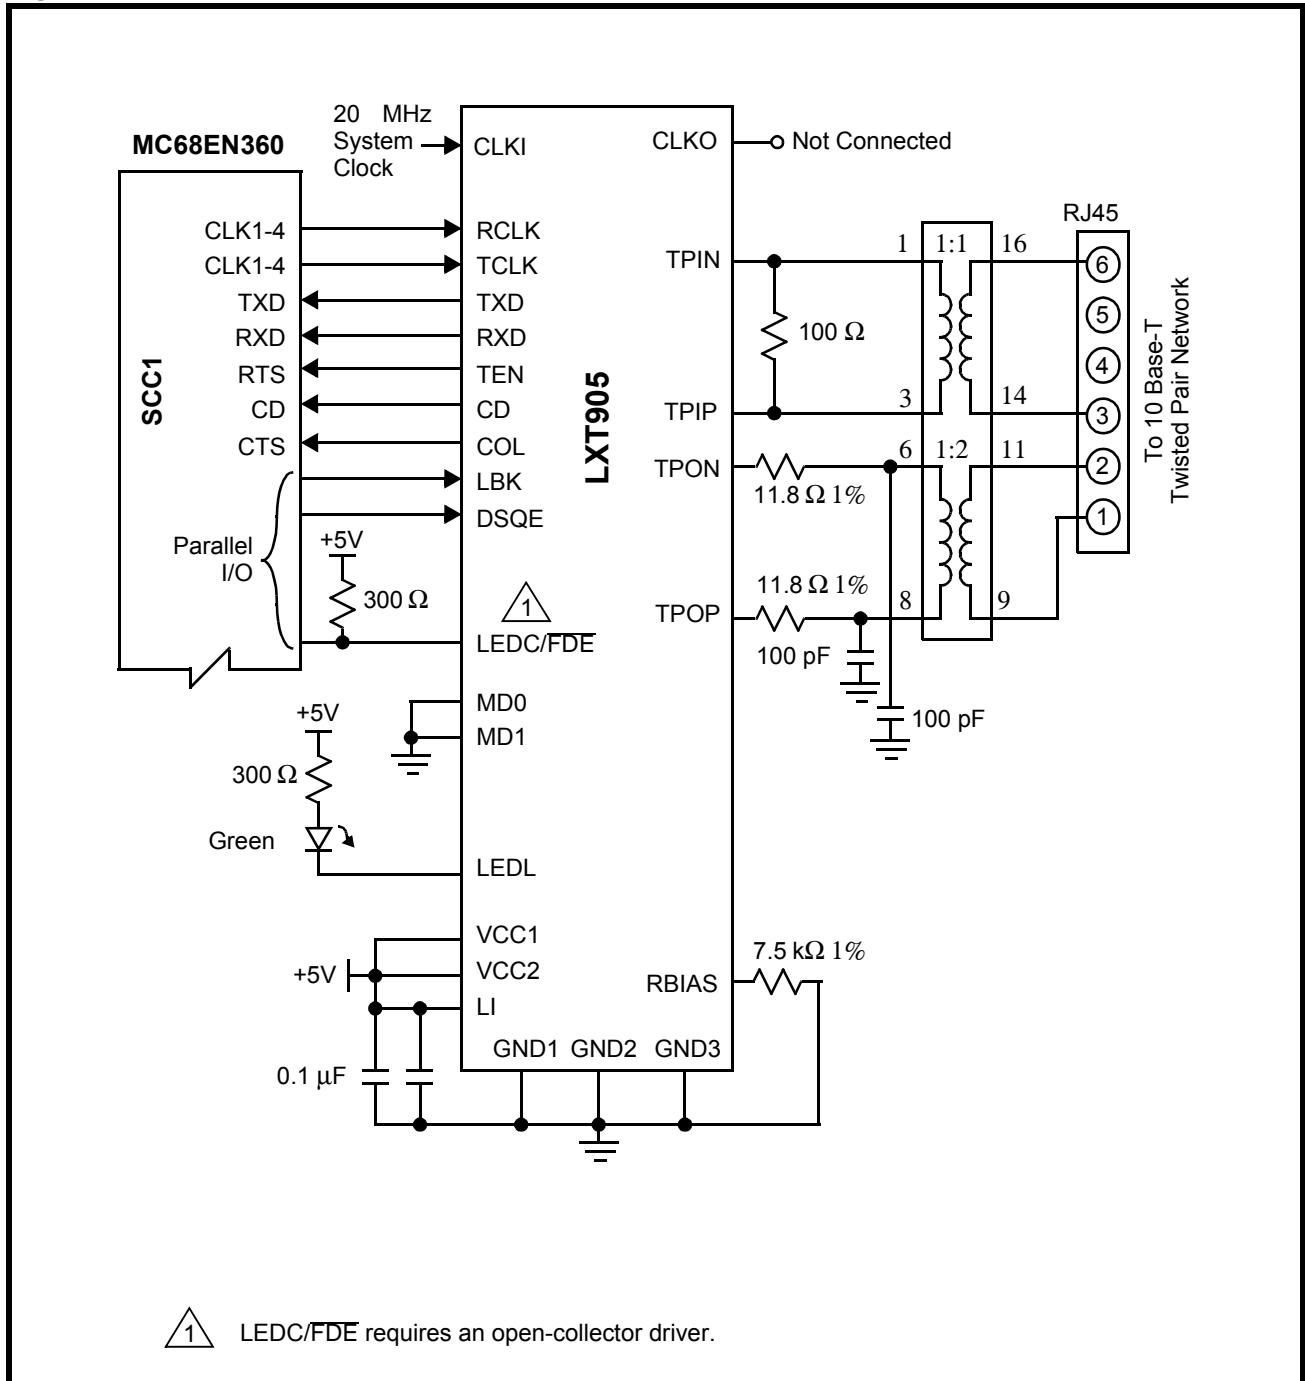 20 MHz
System
Clock
MC68EN360
SCC1
CLK1-4
CLK1-4
TXD
RXD
RTS
CD
CTS
Parallel
I/O
+5V
300 Ω
LXT905
CLKI
RCLK
TCLK
TXD
RXD
TEN
CD
COL
LBK
DSQE
1
LEDC/FDE
MD0
MD1
+5V
300 Ω
Green
LEDL
VCC1
+5V
VCC2
LI
0.1 µF
GND1 GND2 GND3
CLKO
Not Connected
TPIN
TPIP
TPON
TPOP
RBIAS
100 Ω
11.8 Ω 1%
11.8 Ω 1%
100 pF
100 pF
7.5 kΩ 1%
1 1:1 16
3 14
6 1:2 11
8 9
RJ45
6
5
4
3
2
1
To 10 Base-T
Twisted Pair Network
1 LEDC/FDE requires an open-collector driver.